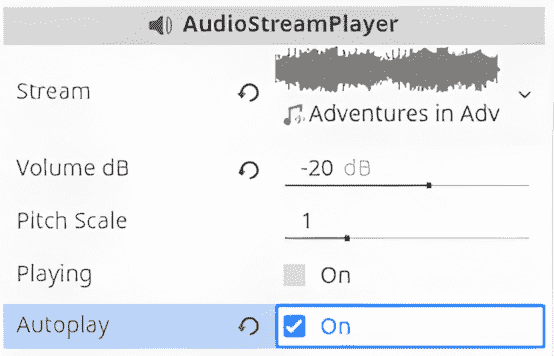 AudioStreamPlayer
Stream
Adventures in Adv
Volume dB -20 dB
Pitch Scale 1
Playing On
Autoplay On